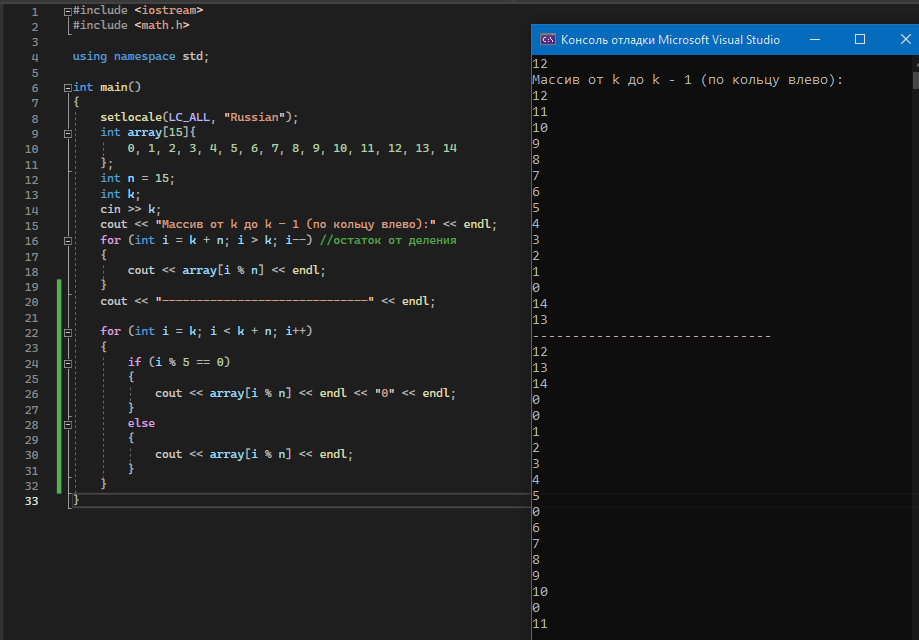 1 #include <iostream>
2 #include <math.h>
3
4 using namespace std;
5
6 int main()
7 {
8 setlocale(LC_ALL, "Russian");
9 int array[15]{
10 0, 1, 2, 3, 4, 5, 6, 7, 8, 9, 10, 11, 12, 13, 14
11 };
12 int n = 15;
13 int k;
14 cin >> k;
15 cout << "Массив от k до k - 1 (по кольцу влево):" << endl;
16 for (int i = k + n; i > k; i--) //остаток от деления
17 {
18 cout << array[i % n] << endl;
19 }
20 cout << "------------------------------" << endl;
21
22 for (int i = k; i < k + n; i++)
23 {
24 if (i % 5 == 0)
25 {
26 cout << array[i % n] << endl << "0" << endl;
27 }
28 else
29 {
30 cout << array[i % n] << endl;
31 }
32 }
33 }
Консоль отладки Microsoft Visual Studio
12
Массив от k до k - 1 (по кольцу влево):
12
11
10
9
8
7
6
5
4
3
2
1
0
14
13
------------------------------
12
13
14
0
0
1
2
3
4
5
0
6
7
8
9
10
0
11